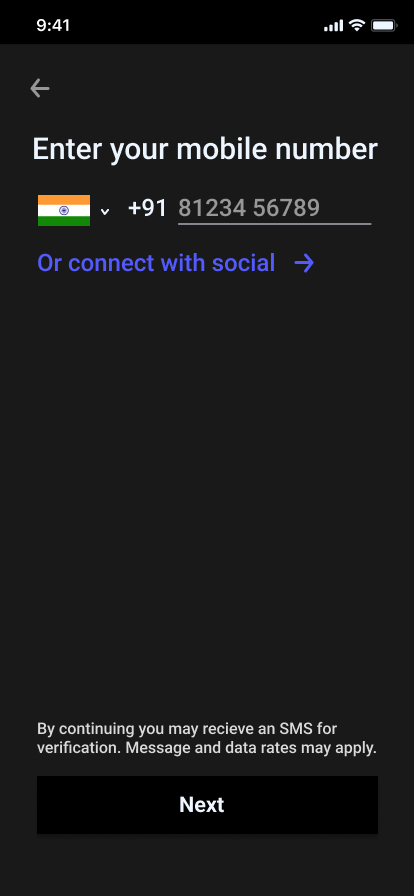 9:41
Enter your mobile number
+91 81234 56789
Or connect with social
By continuing you may recieve an SMS for
verification. Message and data rates may apply.
Next